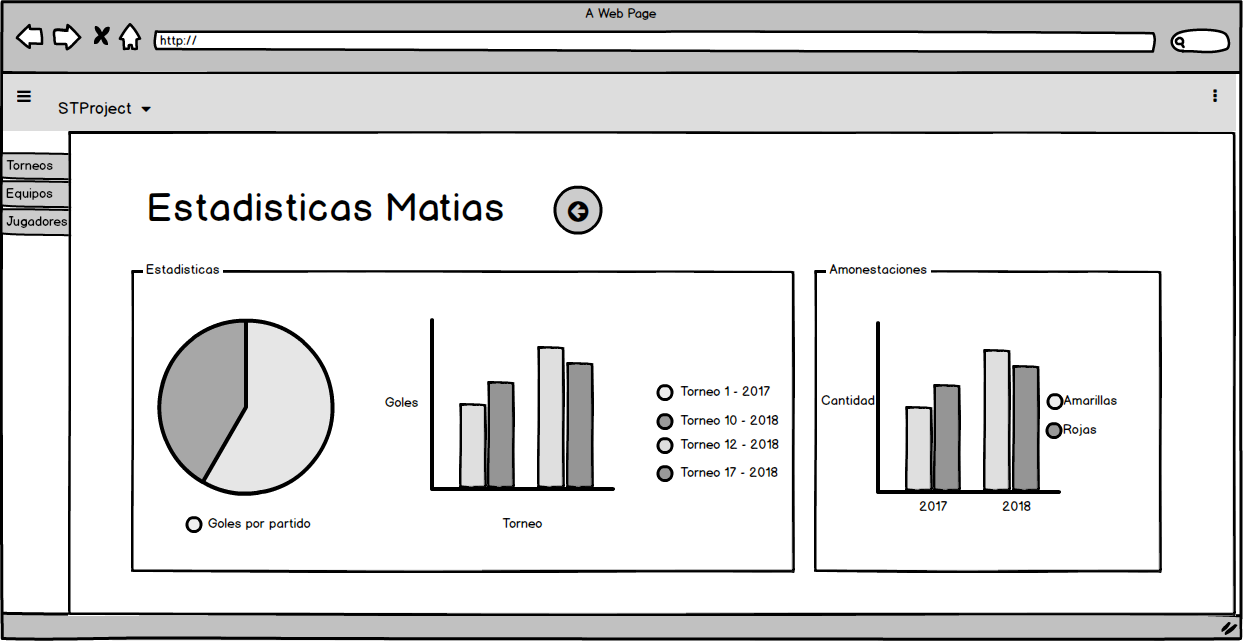 A Web Page
http://
STProject
Torneos
Equipos
Jugadores
Estadisticas Matias
Estadisticas
Goles
Torneo 1 - 2017
Torneo 10 - 2018
Torneo 12 - 2018
Torneo 17 - 2018
Goles por partido
Torneo
Amonestaciones
Cantidad
Amarillas
Rojas
2017
2018